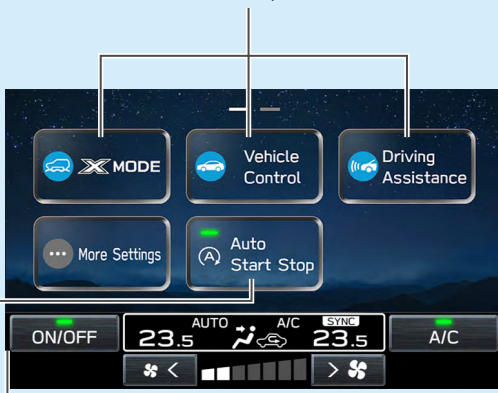 X MODE
Vehicle
Control
Driving
Assistance
More Settings
A
Auto
Start Stop
ON/OFF
AUTO
A/C
SYNC
23.5
23.5
A/C
<
>